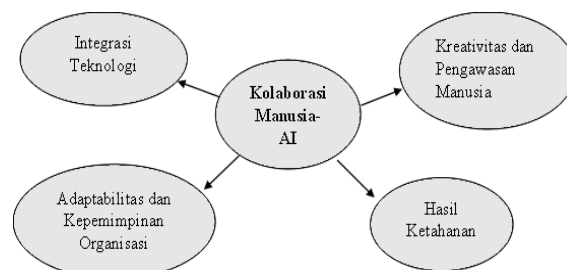 Integrasi
Teknologi
Kreativitas dan
Pengawasan
Manusia
Kolaborasi
Manusia-
AI
Adaptabilitas dan
Kepemimpinan
Organisasi
Hasil
Ketahanan